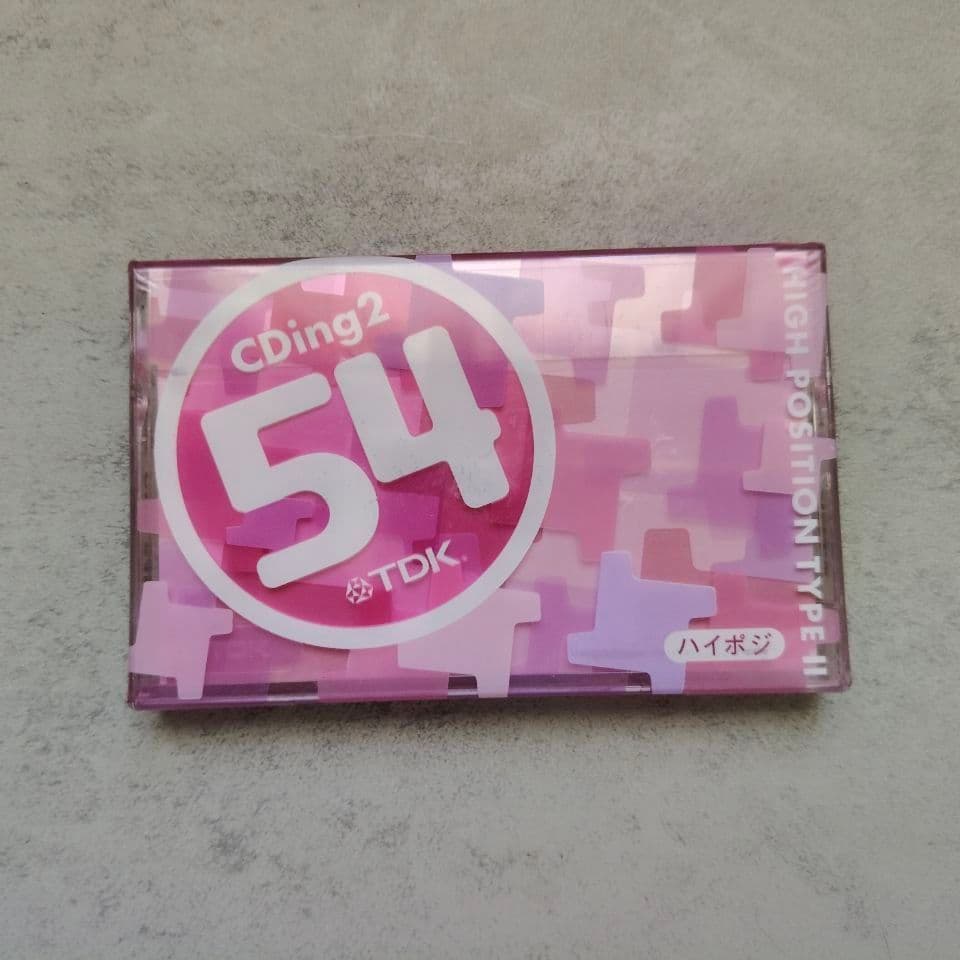 CDing2
54
TDK
HIGH POSITION TYPE II
ハイポジ